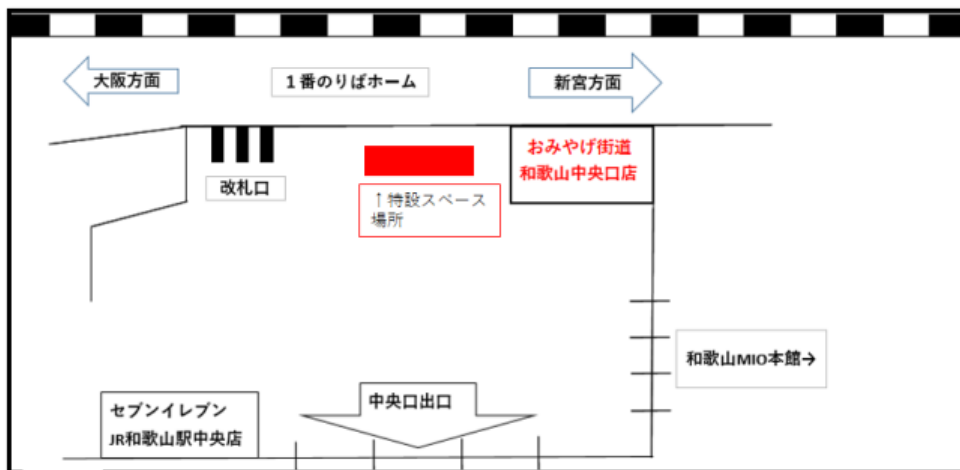 大阪方面
１番のりばホーム
新宮方面
おみやげ街道
和歌山中央口店
改札口
↑特設スペース
場所
和歌山MIO本館→
セブンイレブン
JR和歌山駅中央店
中央口出口